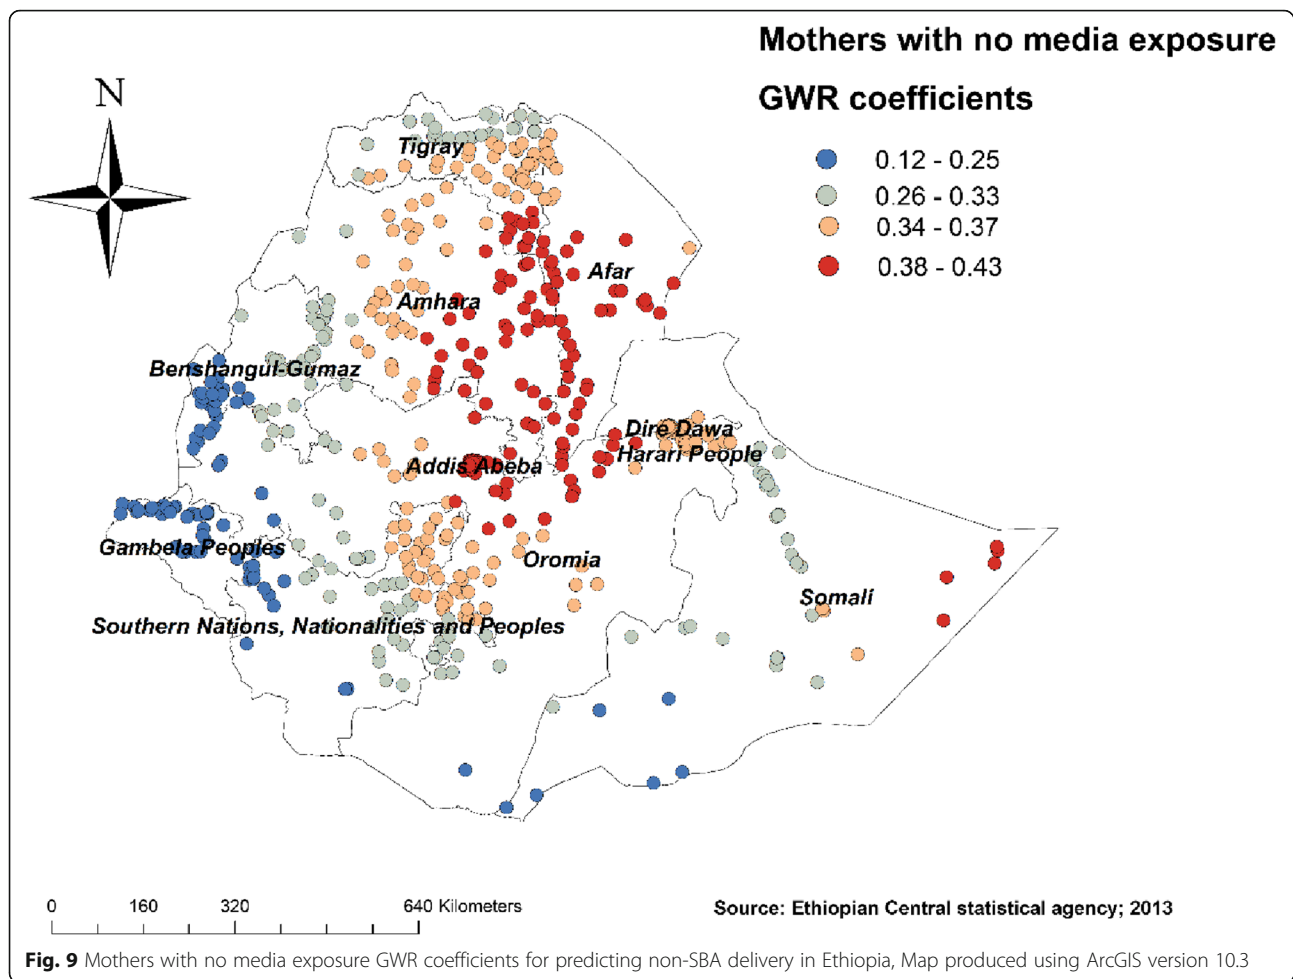 Mothers with no media exposure
GWR coefficients
N
0.12 - 0.25
0.26 - 0.33
0.34 - 0.37
0.38 - 0.43
Tigray
Afar
Amhara
Benshangul-Gumaz
Dire Dawa
Harari People
Addis Abeba
Gambela Peoples
Oromia
Somali
Southern Nations, Nationalities and Peoples
0 160 320 640 Kilometers
Source: Ethiopian Central statistical agency; 2013
Fig. 9 Mothers with no media exposure GWR coefficients for predicting non-SBA delivery in Ethiopia, Map produced using ArcGIS version 10.3